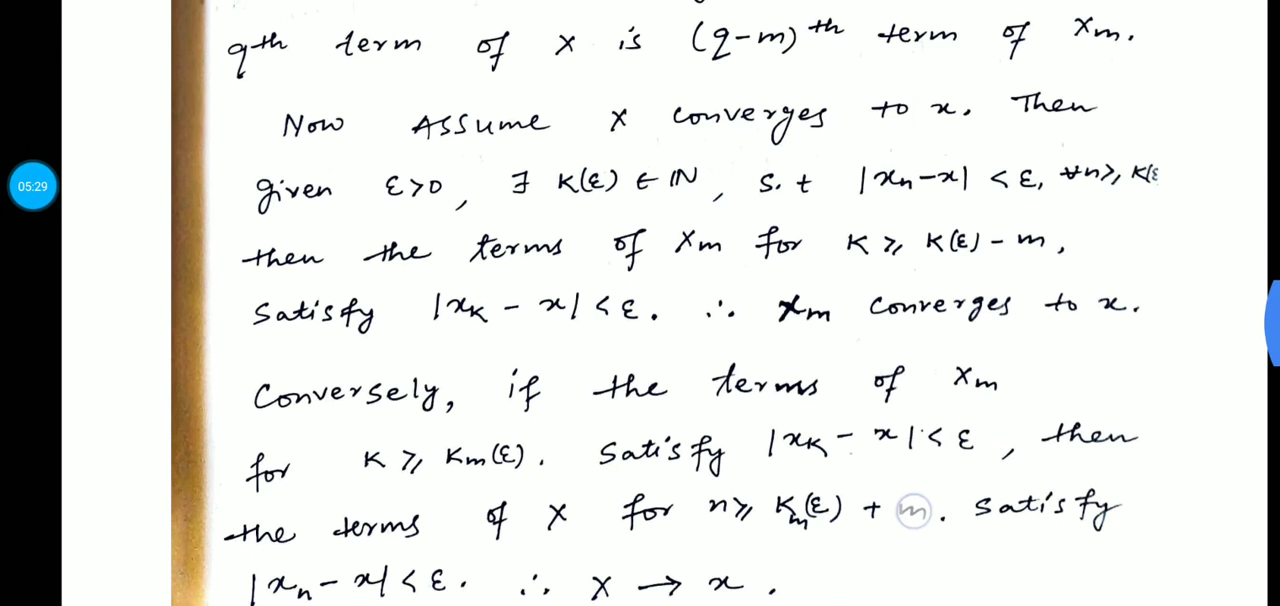 qth term of X is (q-m)th term of Xm.
Now Assume X converges to x. Then
given ε>0, ∃ K(ε) ∈ ℕ, s.t |xn-x| < ε, ∀n≥, K(ε
then the terms of Xm for K ≥ K(ε) - m,
Satisfy |xK - x| < ε. ∴ Xm converges to x.
Conversely, if the terms of Xm
for K ≥ Km(ε). Satisfy |xK - x| < ε, then
the terms of X for n≥ Km(ε) + m. Satisfy
|xn - x| < ε. ∴ X → x.
05:29